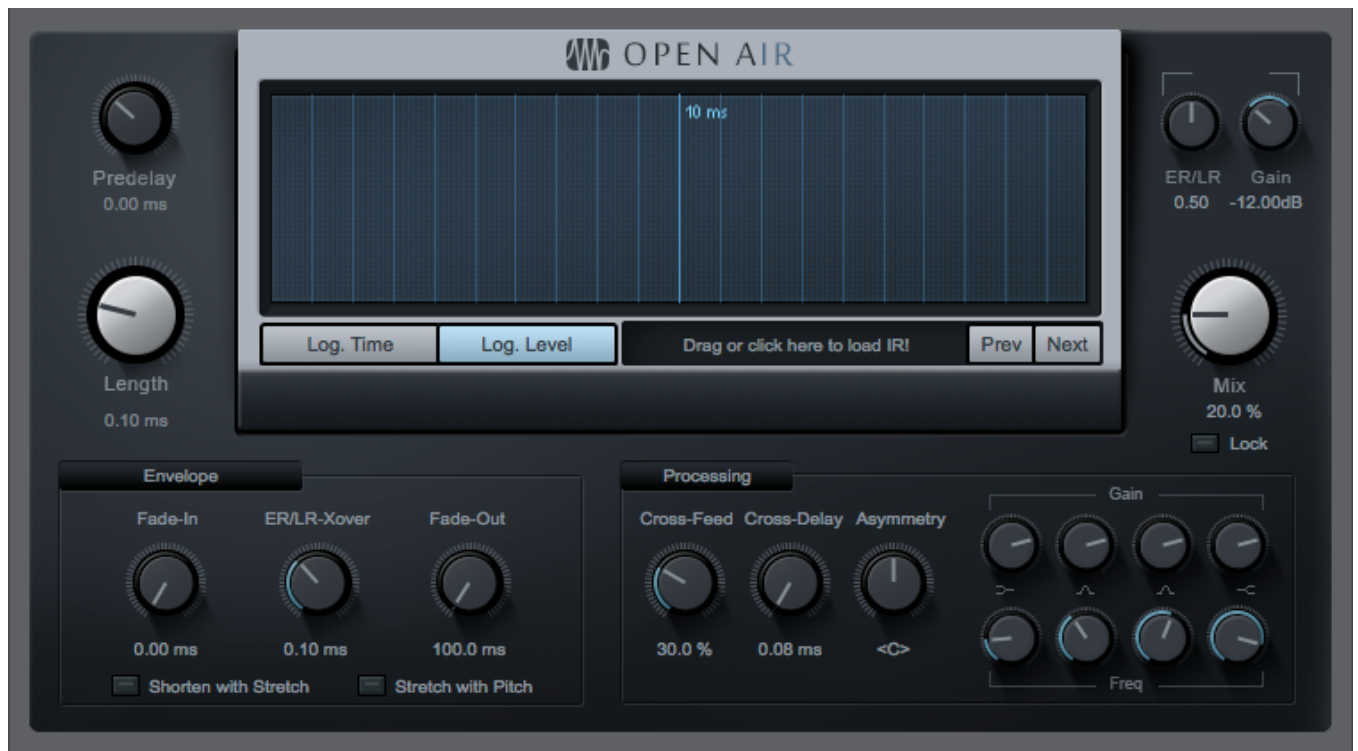 OPEN AIR
10 ms
Predelay
0.00 ms
ER/LR Gain
0.50 -12.00dB
Length
0.10 ms
Log. Time Log. Level Drag or click here to load IR! Prev Next
Mix
20.0 %
Lock
Envelope
Fade-In ER/LR-Xover Fade-Out
0.00 ms 0.10 ms 100.0 ms
Shorten with Stretch Stretch with Pitch
Processing
Cross-Feed Cross-Delay Asymmetry
30.0 % 0.08 ms <C>
Gain
Freq